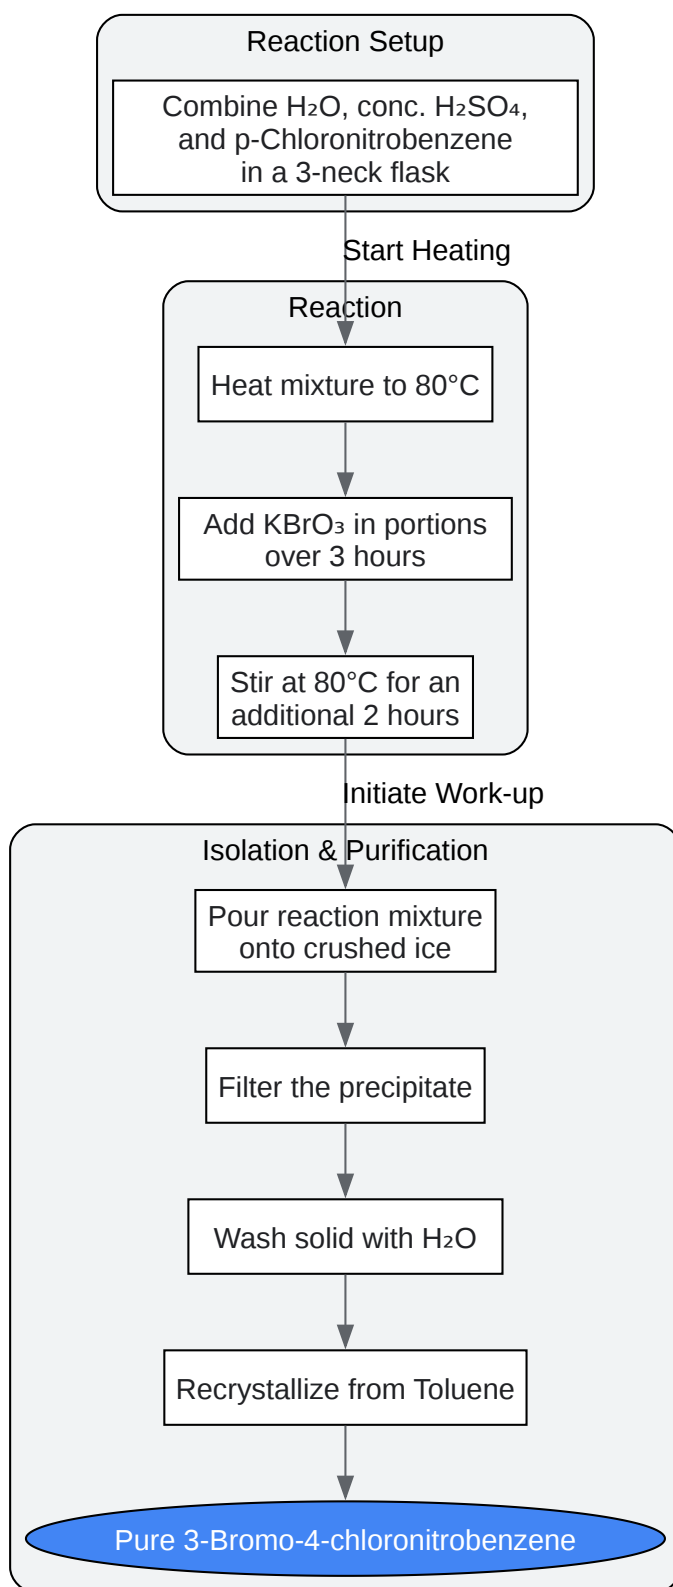 Reaction Setup
Combine H₂O, conc. H₂SO₄,
and p-Chloronitrobenzene
in a 3-neck flask
Start Heating
Reaction
Heat mixture to 80°C
Add KBrO₃ in portions
over 3 hours
Stir at 80°C for an
additional 2 hours
Initiate Work-up
Isolation & Purification
Pour reaction mixture
onto crushed ice
Filter the precipitate
Wash solid with H₂O
Recrystallize from Toluene
Pure 3-Bromo-4-chloronitrobenzene